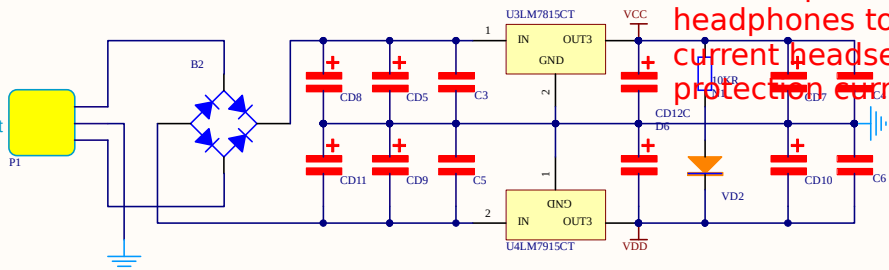 U3LM7815CT
VCC
headphones to
1
IN
OUT3
current headse
B2
GND
10KR
CD8
CD5
C3
2
CD7
protection curr
CD12C
D6
P1
1
CD11
CD9
C5
GND
CD10
C6
VD2
2
IN
OUT3
U4LM7915CT
VDD